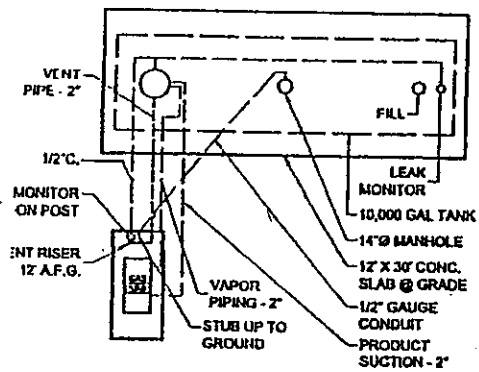 VENT
PIPE - 2"
1/2"C.
MONITOR
ON POST
ENT RISER
12' A.F.G.
GAS
VAPOR
PIPING - 2"
STUB UP TO
GROUND
FILL
LEAK
MONITOR
10,000 GAL TANK
14"Ø MANHOLE
12' X 30' CONC.
SLAB @ GRADE
1/2" GAUGE
CONDUIT
PRODUCT
SUCTION - 2"